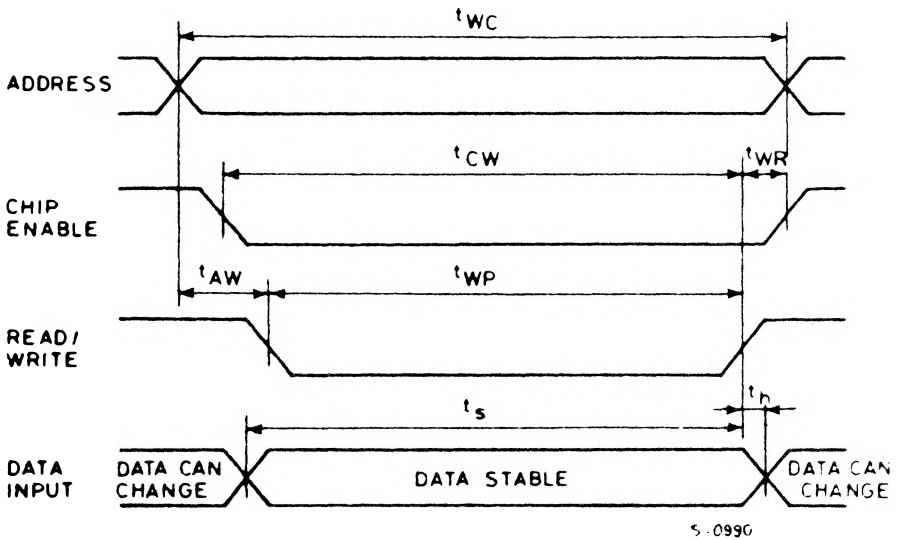 tWC
ADDRESS
tCW
tWR
CHIP
ENABLE
tAW
tWP
READ/
WRITE
ts
th
DATA
INPUT
DATA CAN
CHANGE
DATA STABLE
DATA CAN
CHANGE
S-0990